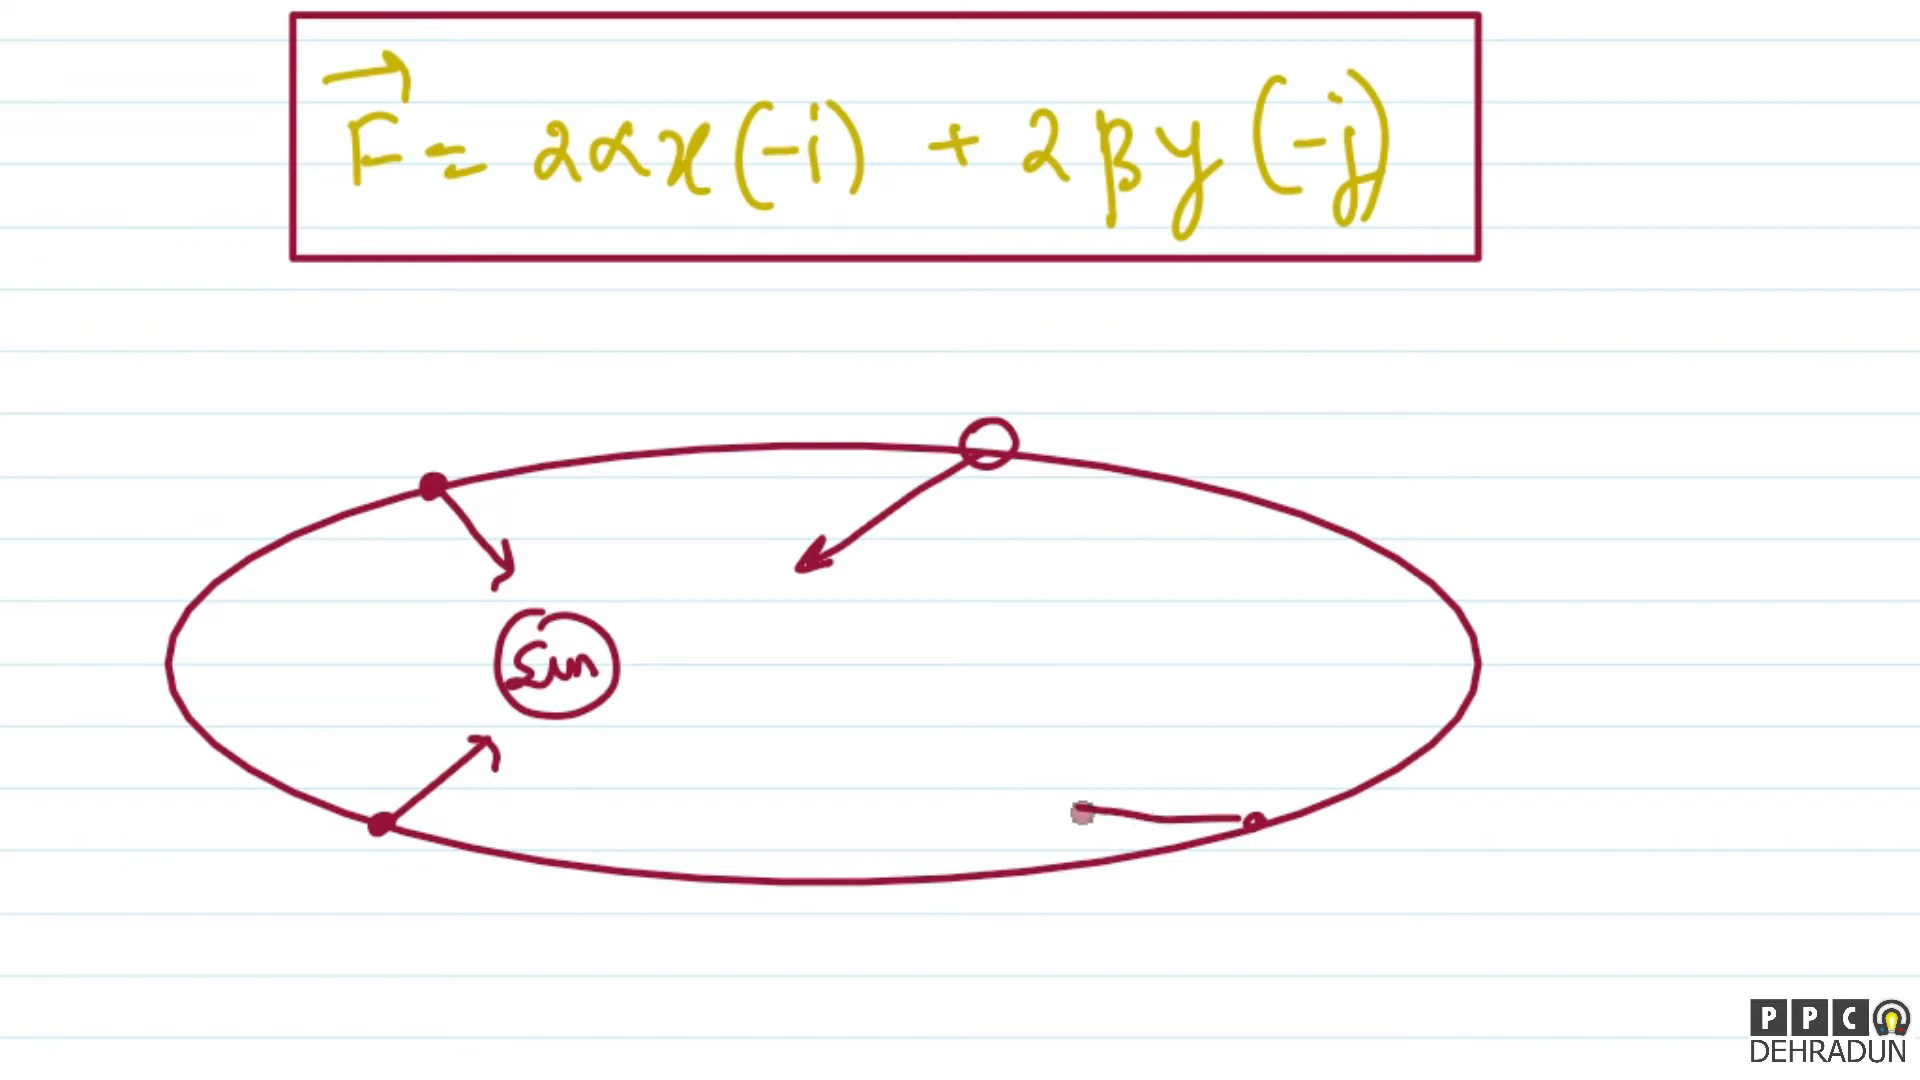 F = 2αx(-i) + 2βy(-j)
Sun
PPC
DEHRADUN